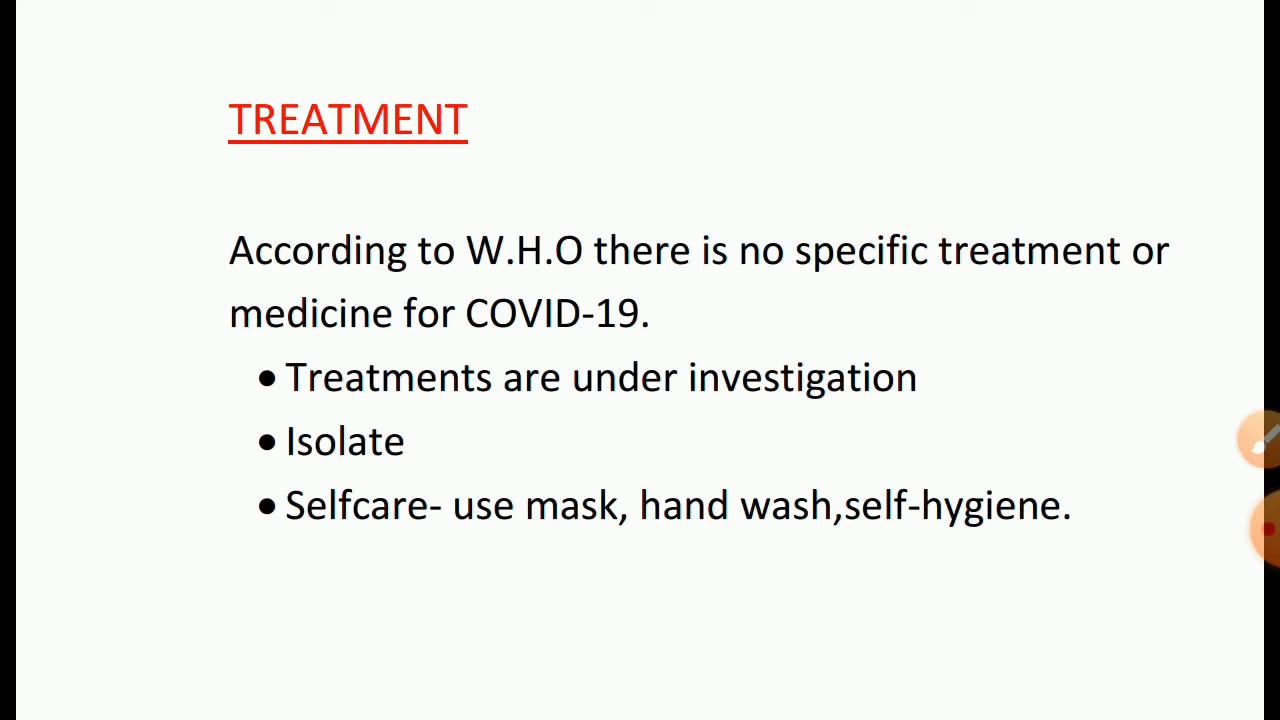 TREATMENT
According to W.H.O there is no specific treatment or
medicine for COVID-19.
• Treatments are under investigation
• Isolate
• Selfcare- use mask, hand wash,self-hygiene.